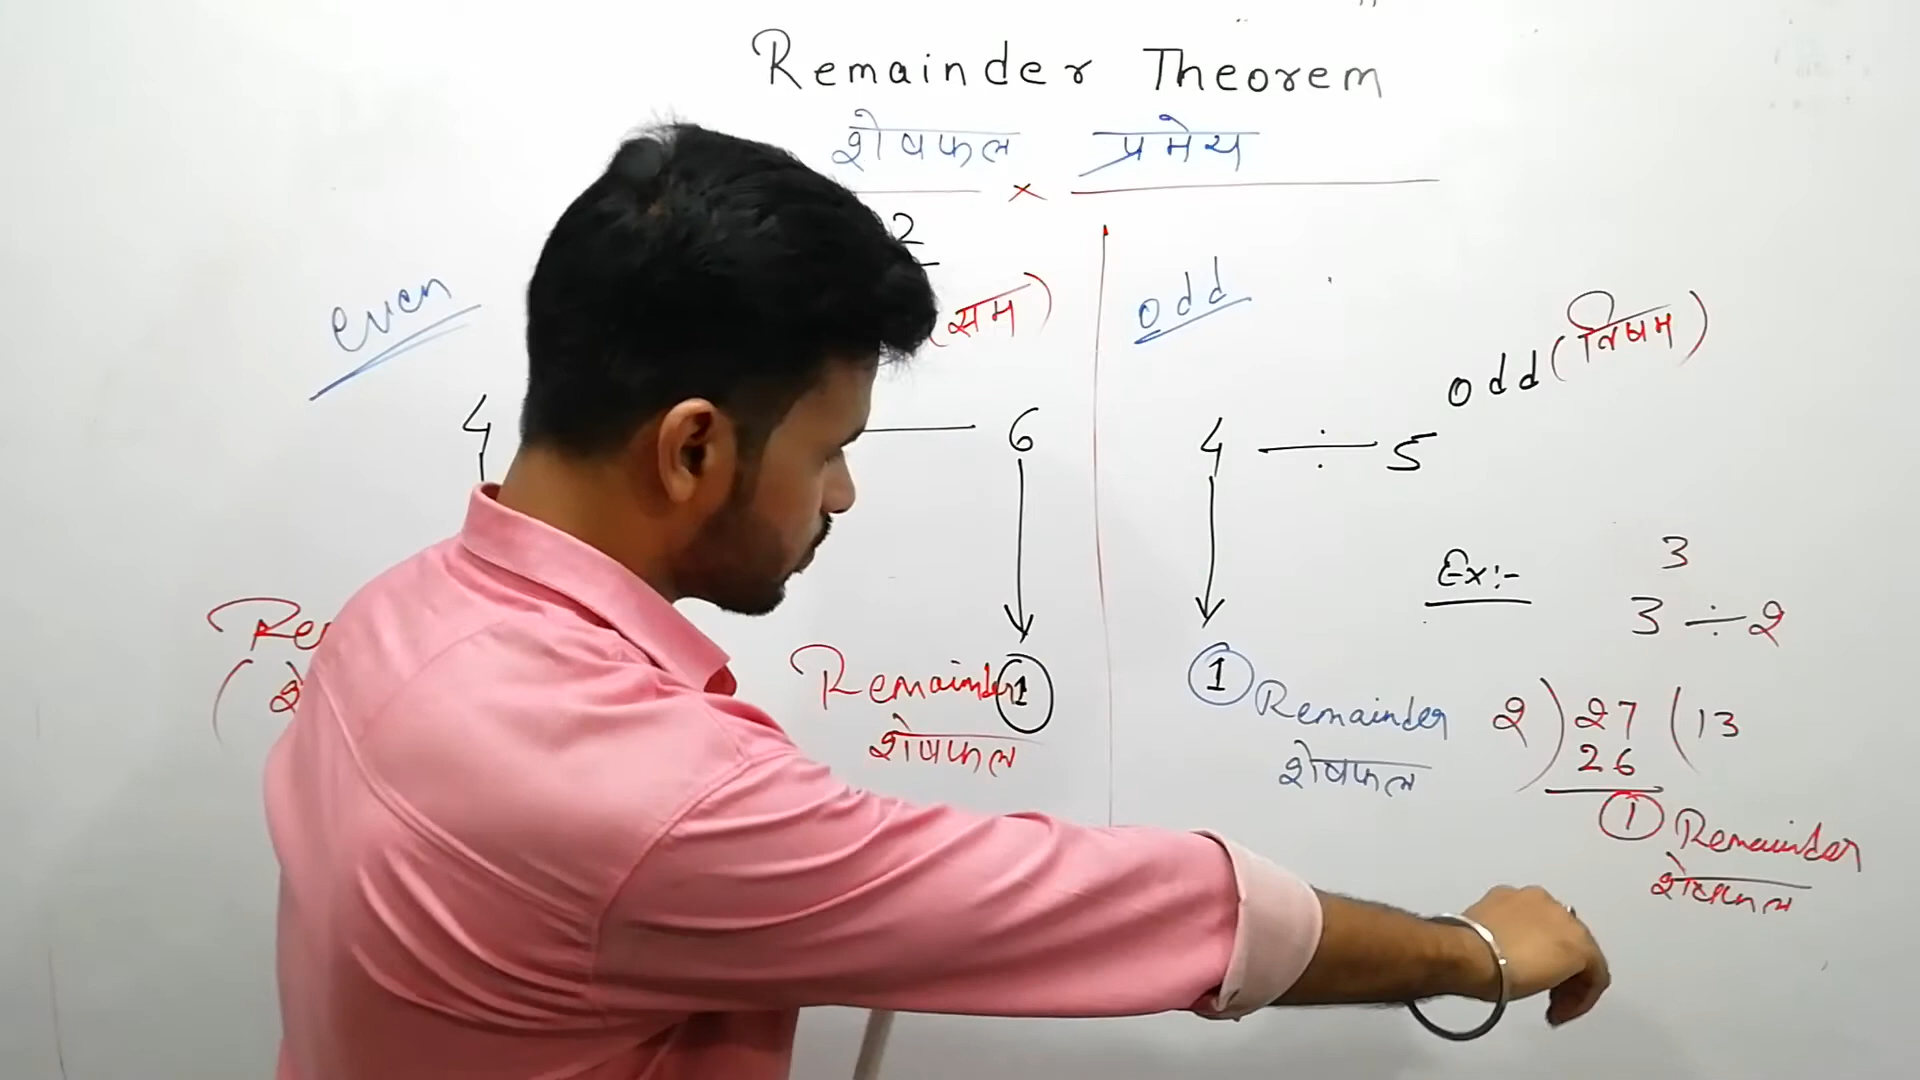 Remainder Theorem
शेषफल प्रमेय
×
2
even
(सम)
odd
odd (विषम)
4
6
4 ÷ 5
Ex:-
3
3 ÷ 2
Remainder 1
शेषफल
1 Remainder
शेषफल
2 ) 27 ( 13
26
1 Remainder
शेषफल